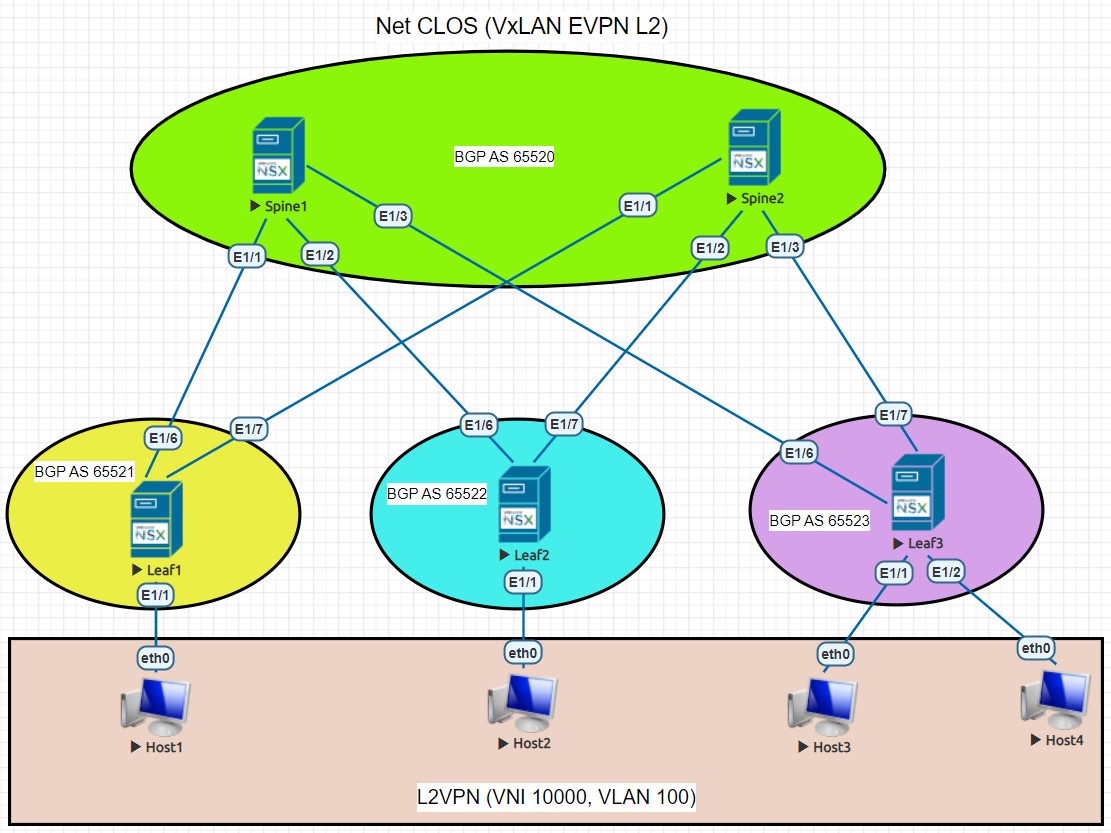 Net CLOS (VxLAN EVPN L2)
BGP AS 65520
NSX
NSX
Spine1
Spine2
E1/3
E1/1
E1/1
E1/2
E1/2
E1/3
E1/6
E1/7
E1/6
E1/7
E1/7
E1/6
BGP AS 65521
BGP AS 65522
BGP AS 65523
NSX
NSX
NSX
Leaf1
Leaf2
Leaf3
E1/1
E1/1
E1/1
E1/2
eth0
eth0
eth0
eth0
Host1
Host2
Host3
Host4
L2VPN (VNI 10000, VLAN 100)